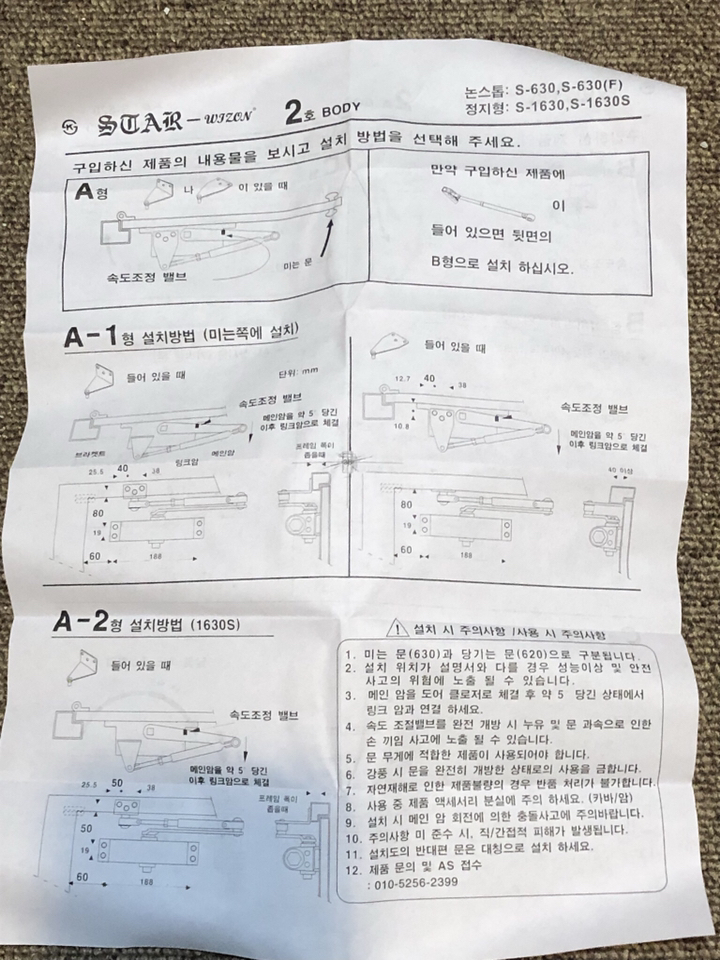 STAR-WIZON 2호 BODY
논스톱: S-630,S-630(F)
정지형: S-1630,S-1630S
구입하신 제품의 내용물을 보시고 설치 방법을 선택해 주세요.
A형
나
이 있을 때
미는 문
속도조정 밸브
만약 구입하신 제품에
이
들어 있으면 뒷면의
B형으로 설치 하십시오.
A-1형 설치방법 (미는쪽에 설치)
들어 있을 때
단위: mm
속도조정 밸브
메인암을 약 5° 당긴
이후 링크암으로 체결
브라켓트
링크암
메인암
프레임 폭이
좁을때
25.5 40 38
80
19
60 188
들어 있을 때
12.7 40 38
속도조정 밸브
10.8
메인암을 약 5° 당긴
이후 링크암으로 체결
40 이상
80
19
60 188
A-2형 설치방법 (1630S)
들어 있을 때
속도조정 밸브
메인암을 약 5° 당긴
이후 링크암으로 체결
25.5 50 38
프레임 폭이
좁을때
50
19
60 188
설치 시 주의사항 /사용 시 주의사항
1. 미는 문(630)과 당기는 문(620)으로 구분됩니다.
2. 설치 위치가 설명서와 다를 경우 성능이상 및 안전
사고의 위험에 노출 될 수 있습니다.
3. 메인 암을 도어 클로저로 체결 후 약 5° 당긴 상태에서
링크 암과 연결 하세요.
4. 속도 조절밸브를 완전 개방 시 누유 및 문 과속으로 인한
손 끼임 사고에 노출 될 수 있습니다.
5. 문 무게에 적합한 제품이 사용되어야 합니다.
6. 강풍 시 문을 완전히 개방한 상태로의 사용을 금합니다.
7. 자연재해로 인한 제품불량의 경우 반품 처리가 불가합니다.
8. 사용 중 제품 액세서리 분실에 주의 하세요. (카바/암)
9. 설치 시 메인 암 회전에 의한 충돌사고에 주의바랍니다.
10. 주의사항 미 준수 시, 직/간접적 피해가 발생됩니다.
11. 설치도의 반대편 문은 대칭으로 설치 하세요.
12. 제품 문의 및 AS 접수
: 010-5256-2399